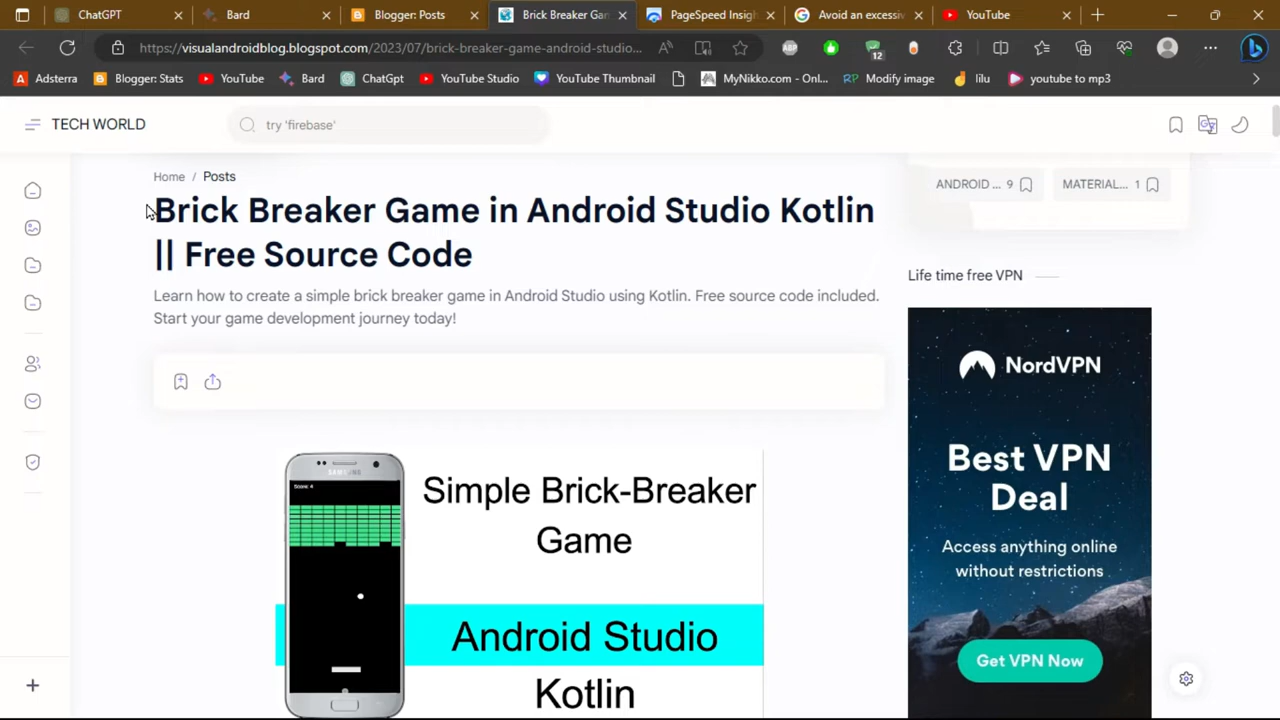 ChatGPT
Bard
Blogger: Posts
Brick Breaker Gam
PageSpeed Insigh
Avoid an excessiv
YouTube
https://visualandroidblog.blogspot.com/2023/07/brick-breaker-game-android-studio...
12
Adsterra
Blogger: Stats
YouTube
Bard
ChatGpt
YouTube Studio
YouTube Thumbnail
MyNikko.com - Onl...
RP Modify image
lilu
youtube to mp3
TECH WORLD
try 'firebase'
Home / Posts
Brick Breaker Game in Android Studio Kotlin
|| Free Source Code
Learn how to create a simple brick breaker game in Android Studio using Kotlin. Free source code included.
Start your game development journey today!
ANDROID ... 9
MATERIAL... 1
Life time free VPN
NordVPN
Best VPN
Deal
Access anything online
without restrictions
Get VPN Now
SAMSUNG
Score: 4
Simple Brick-Breaker
Game
Android Studio
Kotlin